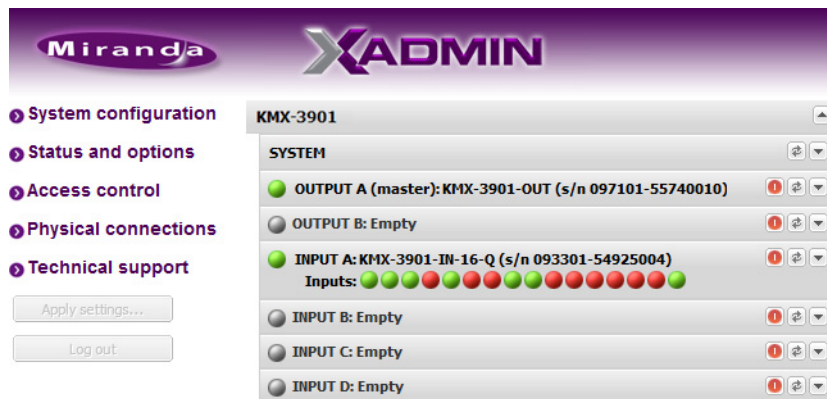 Miranda
XADMIN
System configuration
Status and options
Access control
Physical connections
Technical support
Apply settings...
Log out
KMX-3901
SYSTEM
OUTPUT A (master): KMX-3901-OUT (s/n 097101-55740010)
OUTPUT B: Empty
INPUT A: KMX-3901-IN-16-Q (s/n 093301-54925004)
Inputs:
INPUT B: Empty
INPUT C: Empty
INPUT D: Empty